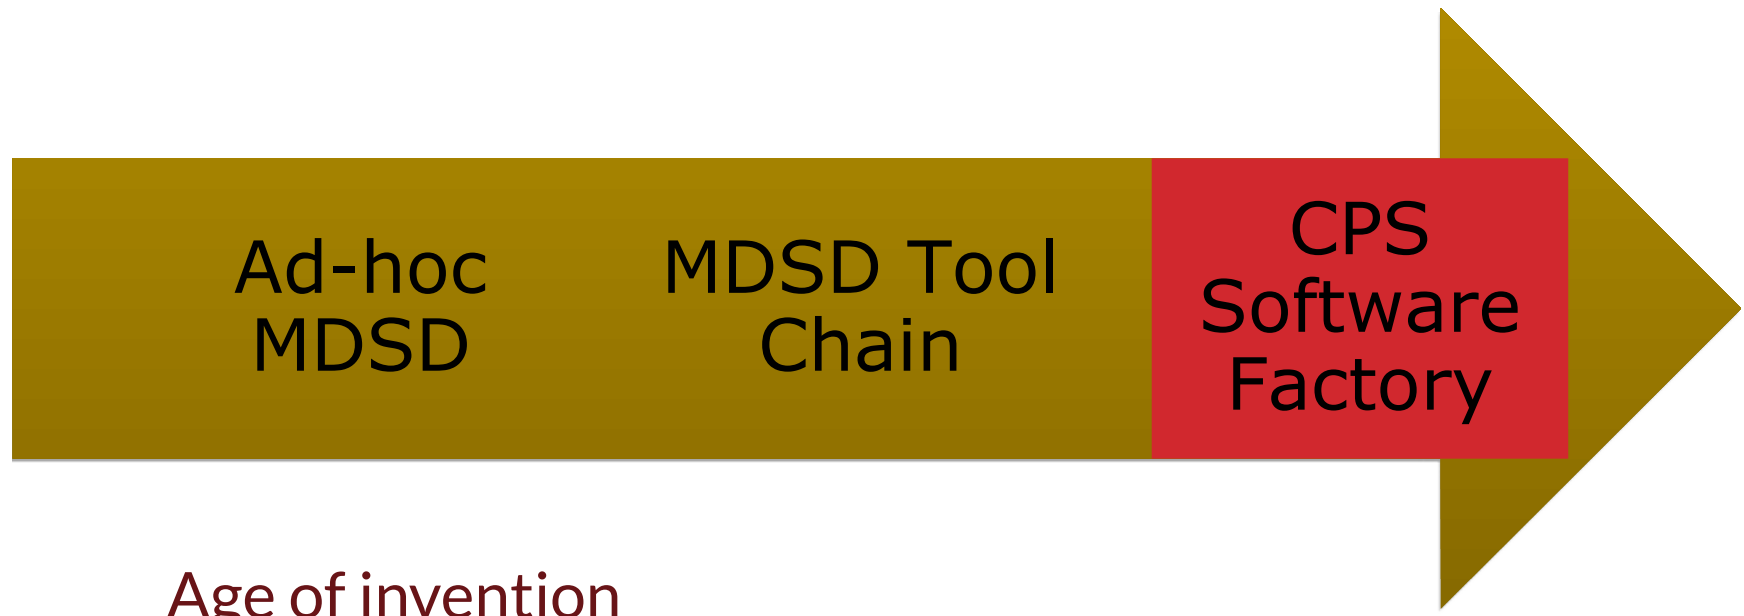 Ad-hoc
MDSD
MDSD Tool
Chain
CPS
Software
Factory
Age of invention